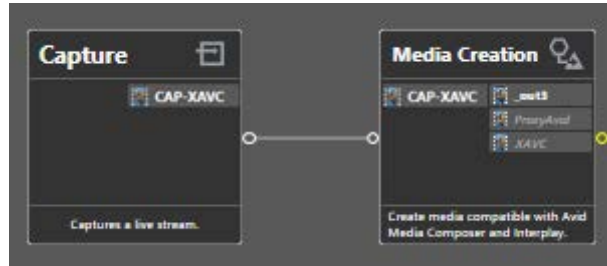 Capture
CAP-XAVC
Captures a live stream.
Media Creation
CAP-XAVC
_out3
ProxyAvid
XAVC
Create media compatible with Avid
Media Composer and Interplay.